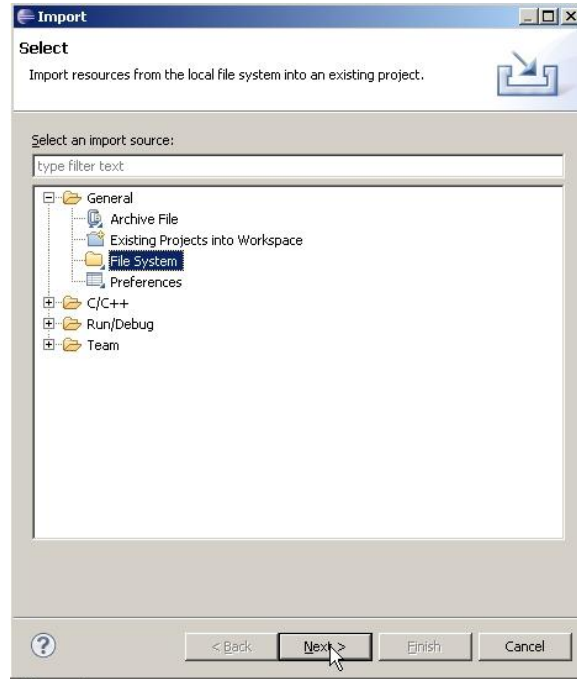 Import
Select
Import resources from the local file system into an existing project.
Select an import source:
type filter text
General
Archive File
Existing Projects into Workspace
File System
Preferences
C/C++
Run/Debug
Team
< Back Next > Finish Cancel